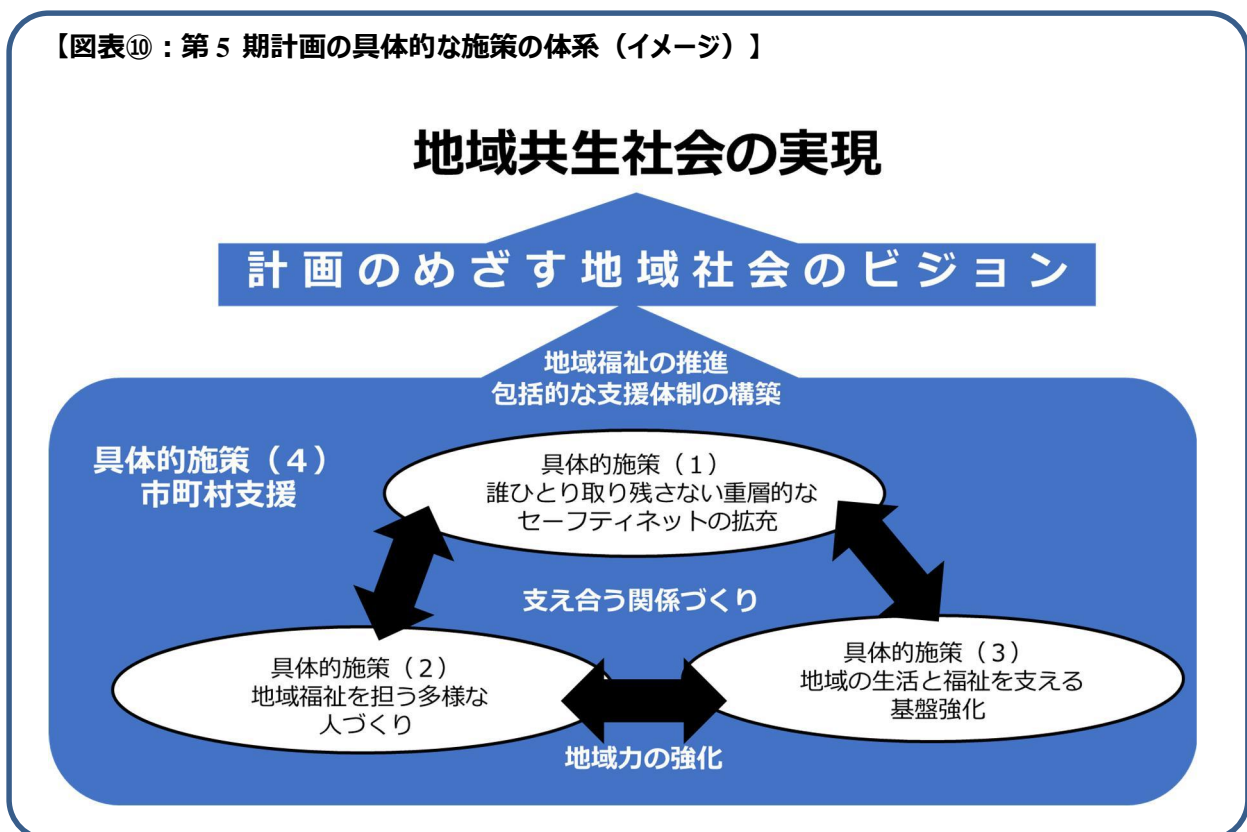 【図表⑩：第５期計画の具体的な施策の体系（イメージ）】
地域共生社会の実現
計画のめざす地域社会のビジョン
地域福祉の推進
包括的な支援体制の構築
具体的施策（４）
市町村支援
具体的施策（１）
誰ひとり取り残さない重層的な
セーフティネットの拡充
支え合う関係づくり
具体的施策（２）
地域福祉を担う多様な
人づくり
具体的施策（３）
地域の生活と福祉を支える
基盤強化
地域力の強化